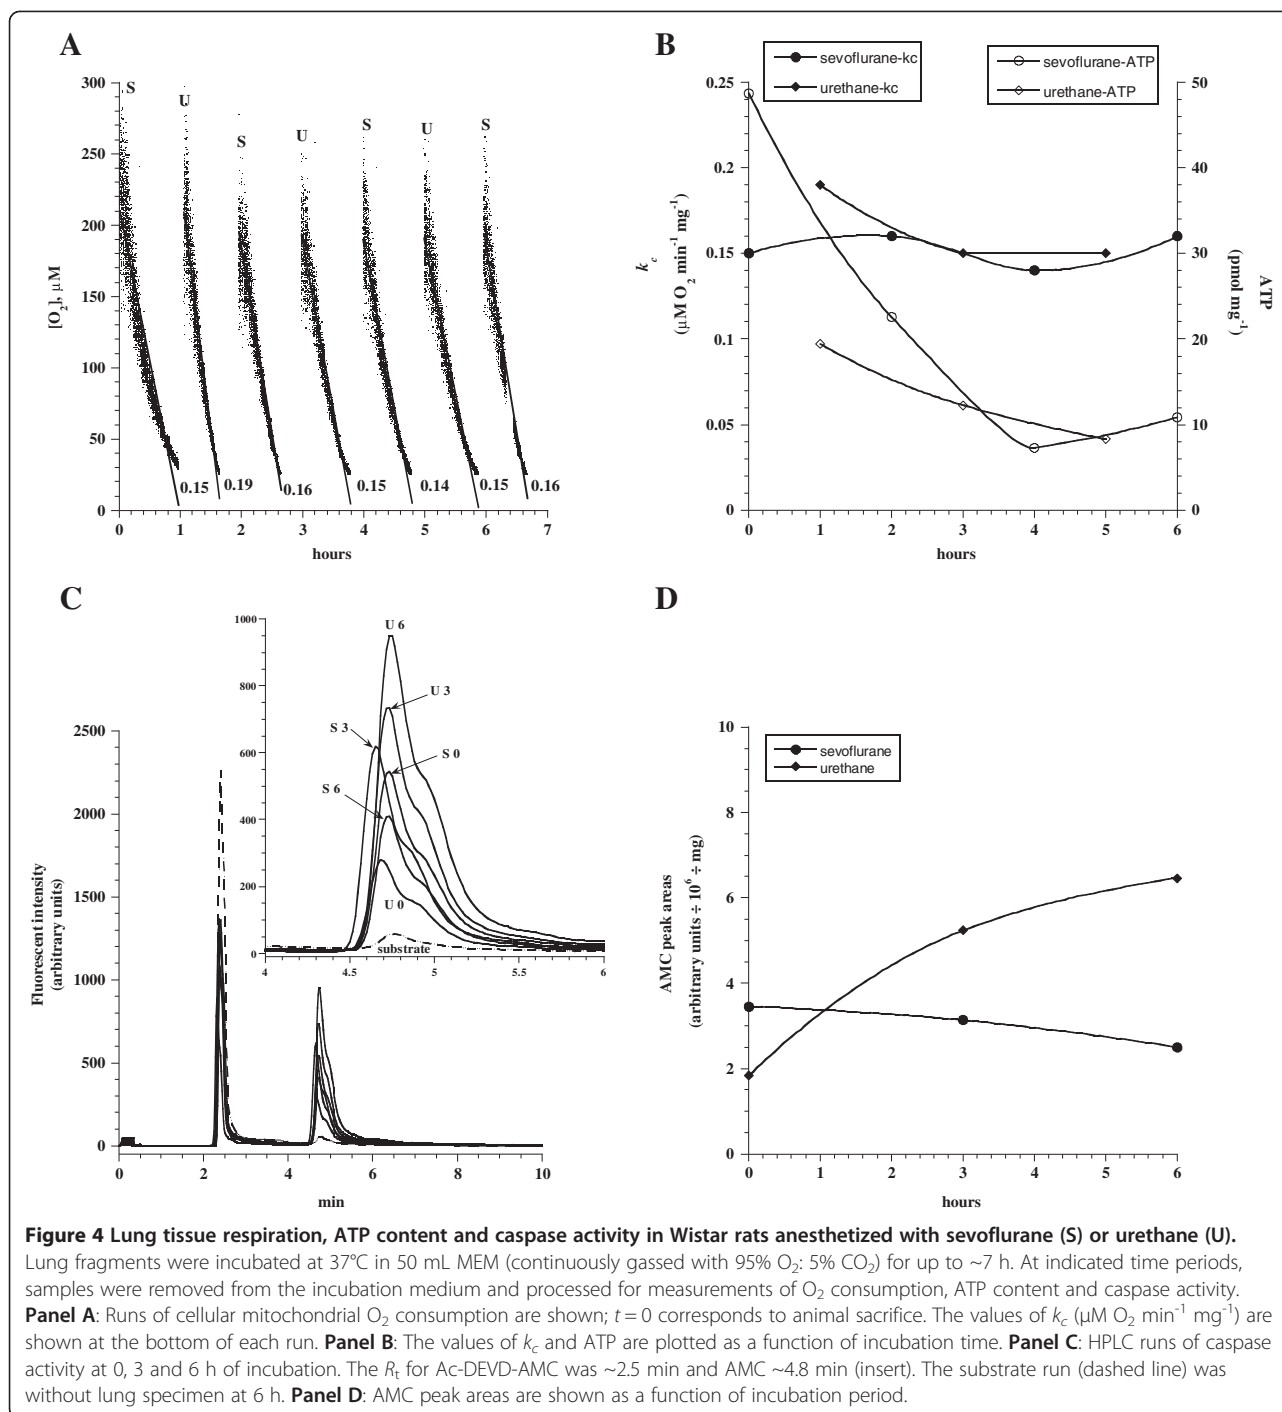 A
S
U
S
U
S
U
S
300
250
200
150
100
50
0
[O2], μM
0.15
0.19
0.16
0.15
0.14
0.15
0.16
0 1 2 3 4 5 6 7
hours
B
sevoflurane-kc
urethane-kc
sevoflurane-ATP
urethane-ATP
0.25
0.2
0.15
0.1
0.05
0
kc
(μM O2 min-1 mg-1)
50
40
30
20
10
0
ATP
(pmol mg-1)
0 1 2 3 4 5 6
hours
C
2500
2000
1500
1000
500
0
Fluorescent intensity
(arbitrary units)
0 2 4 6 8 10
min
1000
800
600
400
200
0
U 6
U 3
S 3
S 0
S 6
U 0
substrate
4 4.5 5 5.5 6
D
sevoflurane
urethane
10
8
6
4
2
0
AMC peak areas
(arbitrary units ÷ 10^6 ÷ mg)
0 1 2 3 4 5 6
hours
Figure 4 Lung tissue respiration, ATP content and caspase activity in Wistar rats anesthetized with sevoflurane (S) or urethane (U).
Lung fragments were incubated at 37°C in 50 mL MEM (continuously gassed with 95% O2: 5% CO2) for up to ~7 h. At indicated time periods,
samples were removed from the incubation medium and processed for measurements of O2 consumption, ATP content and caspase activity.
Panel A: Runs of cellular mitochondrial O2 consumption are shown; t = 0 corresponds to animal sacrifice. The values of kc (μM O2 min-1 mg-1) are
shown at the bottom of each run. Panel B: The values of kc and ATP are plotted as a function of incubation time. Panel C: HPLC runs of caspase
activity at 0, 3 and 6 h of incubation. The Rt for Ac-DEVD-AMC was ~2.5 min and AMC ~4.8 min (insert). The substrate run (dashed line) was
without lung specimen at 6 h. Panel D: AMC peak areas are shown as a function of incubation period.